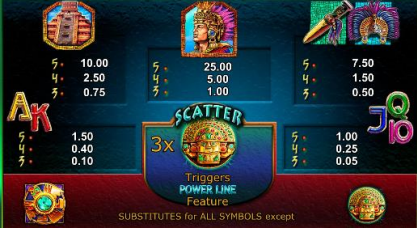 5. 10.00
4. 2.50
3. 0.75
5. 25.00
4. 5.00
3. 1.00
5. 7.50
4. 1.50
3. 0.50
A K
5. 1.50
4. 0.40
3. 0.10
SCATTER
3x
Triggers
POWER LINE
Feature
J Q 10
5. 1.00
4. 0.25
3. 0.05
SUBSTITUTES for ALL SYMBOLS except